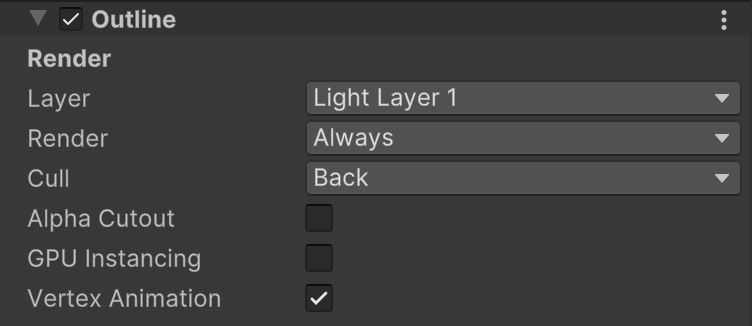 Outline
Render
Layer Light Layer 1
Render Always
Cull Back
Alpha Cutout
GPU Instancing
Vertex Animation